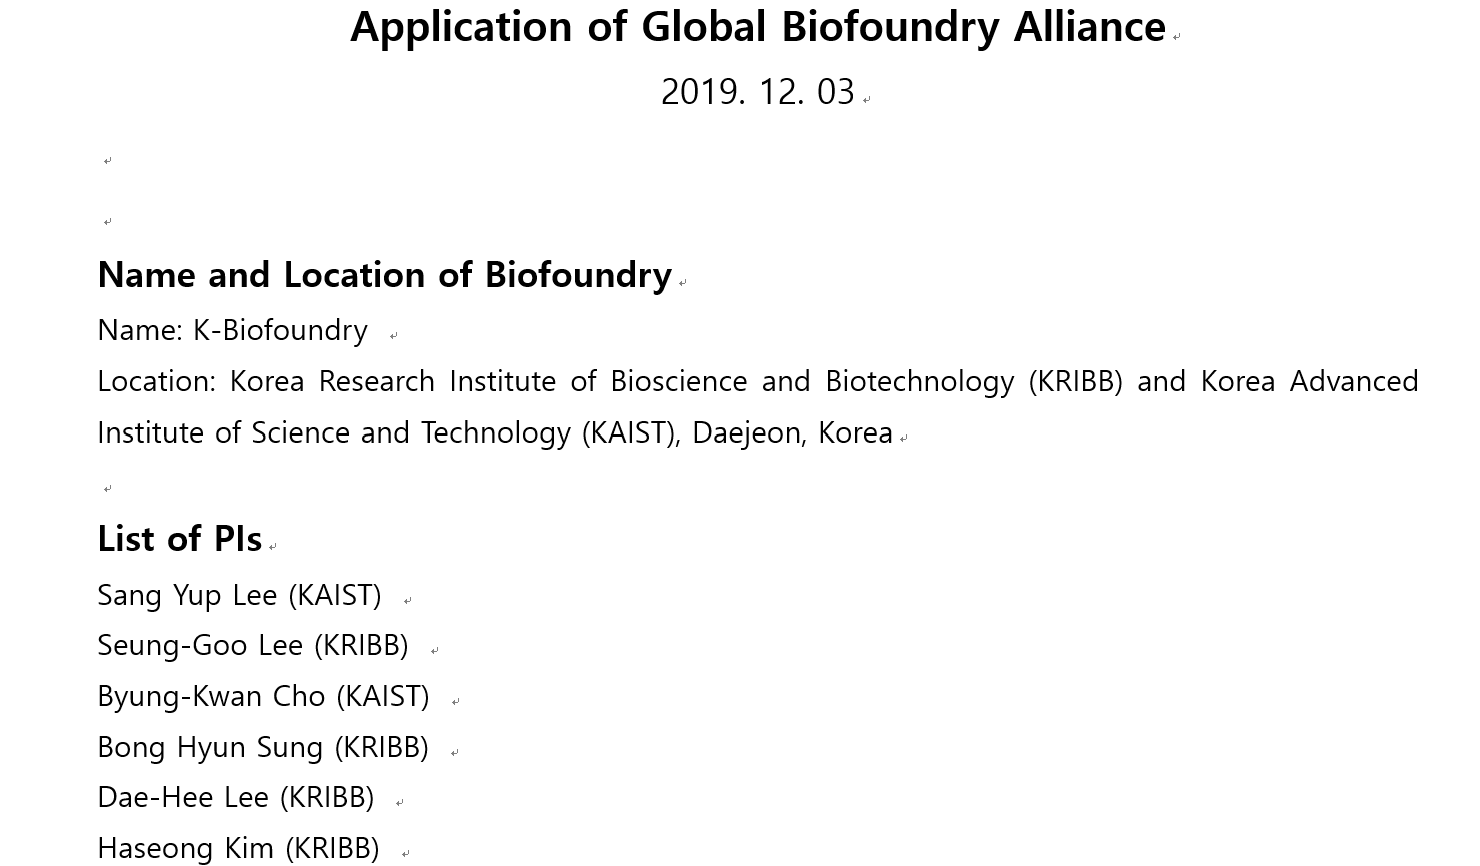 Application of Global Biofoundry Alliance
2019. 12. 03
Name and Location of Biofoundry
Name: K-Biofoundry
Location: Korea Research Institute of Bioscience and Biotechnology (KRIBB) and Korea Advanced
Institute of Science and Technology (KAIST), Daejeon, Korea
List of PIs
Sang Yup Lee (KAIST)
Seung-Goo Lee (KRIBB)
Byung-Kwan Cho (KAIST)
Bong Hyun Sung (KRIBB)
Dae-Hee Lee (KRIBB)
Haseong Kim (KRIBB)